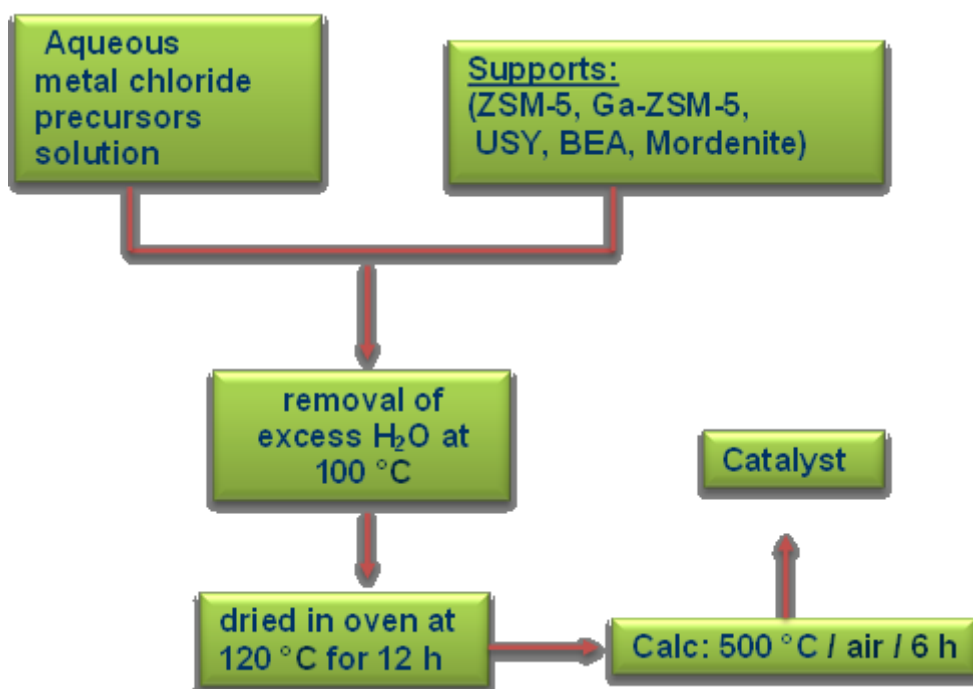 Aqueous
metal chloride
precursors
solution
Supports:
(ZSM-5, Ga-ZSM-5,
USY, BEA, Mordenite)
removal of
excess H₂O at
100 °C
dried in oven at
120 °C for 12 h
Calc: 500 °C / air / 6 h
Catalyst